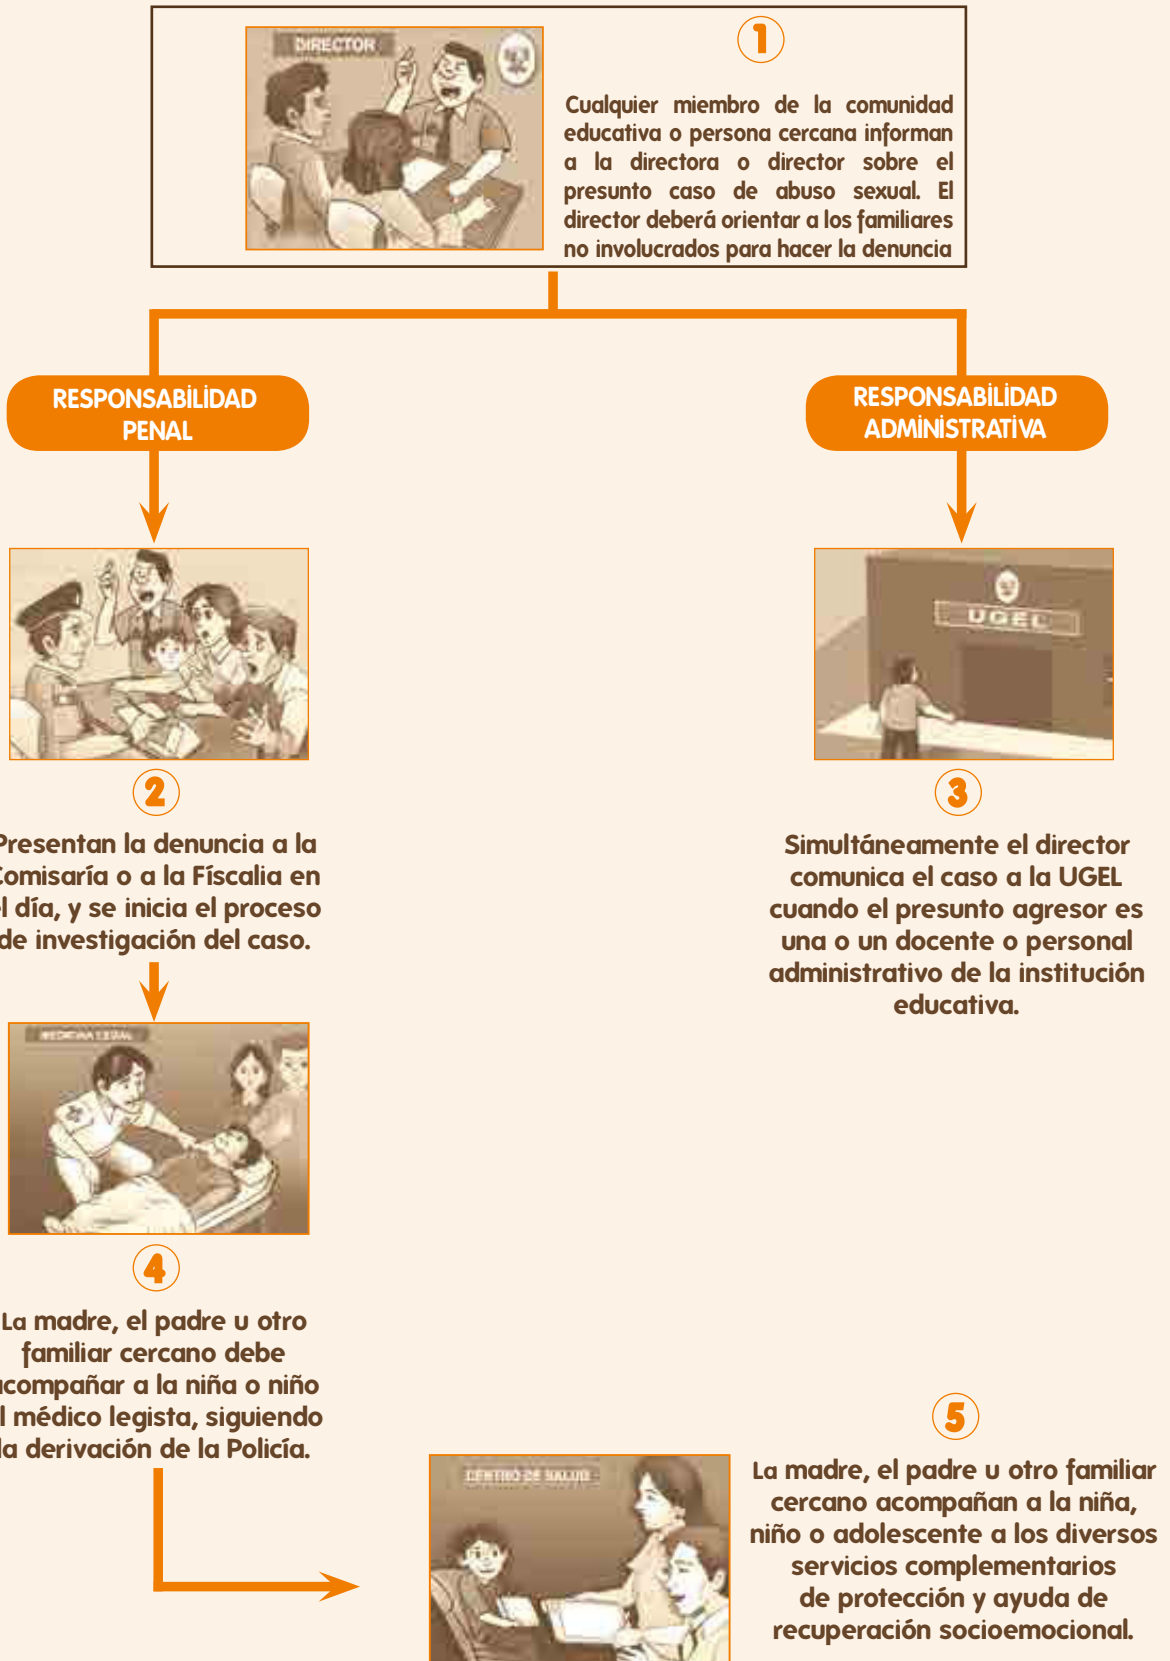 DIRECTOR
1
Cualquier miembro de la comunidad
educativa o persona cercana informan
a la directora o director sobre el
presunto caso de abuso sexual. El
director deberá orientar a los familiares
no involucrados para hacer la denuncia
RESPONSABILIDAD
PENAL
RESPONSABILIDAD
ADMINISTRATIVA
UGEL
2
Presentan la denuncia a la
Comisaría o a la Físcalia en
el día, y se inicia el proceso
de investigación del caso.
3
Simultáneamente el director
comunica el caso a la UGEL
cuando el presunto agresor es
una o un docente o personal
administrativo de la institución
educativa.
MEDICINA LEGAL
4
La madre, el padre u otro
familiar cercano debe
acompañar a la niña o niño
al médico legista, siguiendo
la derivación de la Policía.
CENTRO DE SALUD
5
La madre, el padre u otro familiar
cercano acompañan a la niña,
niño o adolescente a los diversos
servicios complementarios
de protección y ayuda de
recuperación socioemocional.